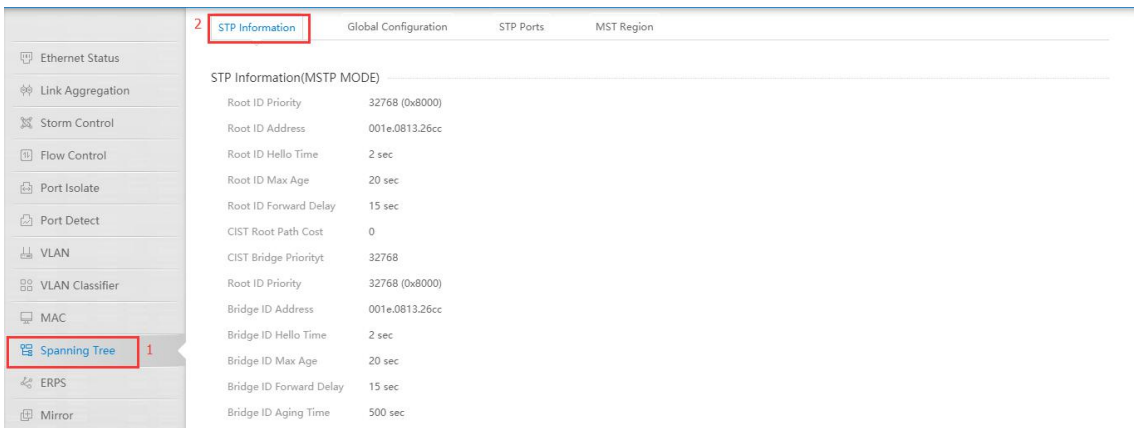 2 STP Information Global Configuration STP Ports MST Region
Ethernet Status
Link Aggregation
Storm Control
Flow Control
Port Isolate
Port Detect
VLAN
VLAN Classifier
MAC
Spanning Tree 1
ERPS
Mirror
STP Information(MSTP MODE)
Root ID Priority 32768 (0x8000)
Root ID Address 001e.0813.26cc
Root ID Hello Time 2 sec
Root ID Max Age 20 sec
Root ID Forward Delay 15 sec
CIST Root Path Cost 0
CIST Bridge Priorityt 32768
Root ID Priority 32768 (0x8000)
Bridge ID Address 001e.0813.26cc
Bridge ID Hello Time 2 sec
Bridge ID Max Age 20 sec
Bridge ID Forward Delay 15 sec
Bridge ID Aging Time 500 sec